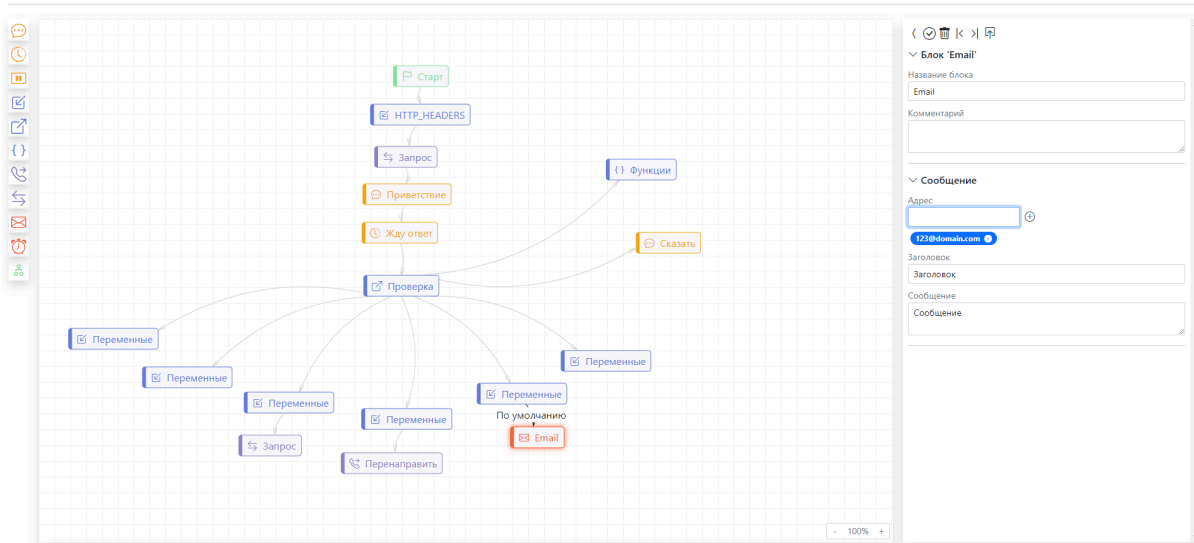 Старт
HTTP_HEADERS
Запрос
Приветствие
Жду ответ
Функции
Сказать
Проверка
Переменные
Переменные
Переменные
Переменные
Переменные
Переменные
По умолчанию
Email
Запрос
Перенаправить
- 100% +
Блок 'Email'
Название блока
Email
Комментарий
Сообщение
Адрес
123@domain.com
Заголовок
Заголовок
Сообщение
Сообщение